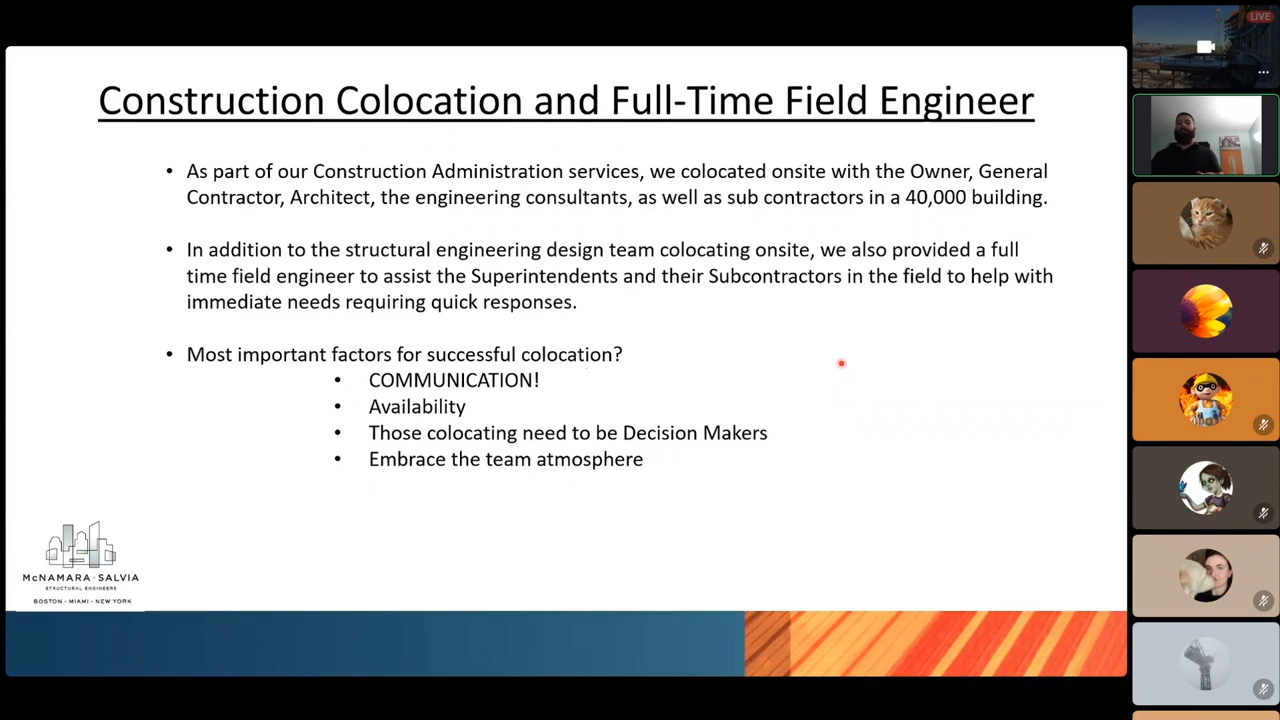 LIVE
Construction Colocation and Full-Time Field Engineer
• As part of our Construction Administration services, we colocated onsite with the Owner, General
Contractor, Architect, the engineering consultants, as well as sub contractors in a 40,000 building.
• In addition to the structural engineering design team colocating onsite, we also provided a full
time field engineer to assist the Superintendents and their Subcontractors in the field to help with
immediate needs requiring quick responses.
• Most important factors for successful colocation?
• COMMUNICATION!
• Availability
• Those colocating need to be Decision Makers
• Embrace the team atmosphere
McNAMARA · SALVIA
STRUCTURAL ENGINEERS
BOSTON - MIAMI - NEW YORK